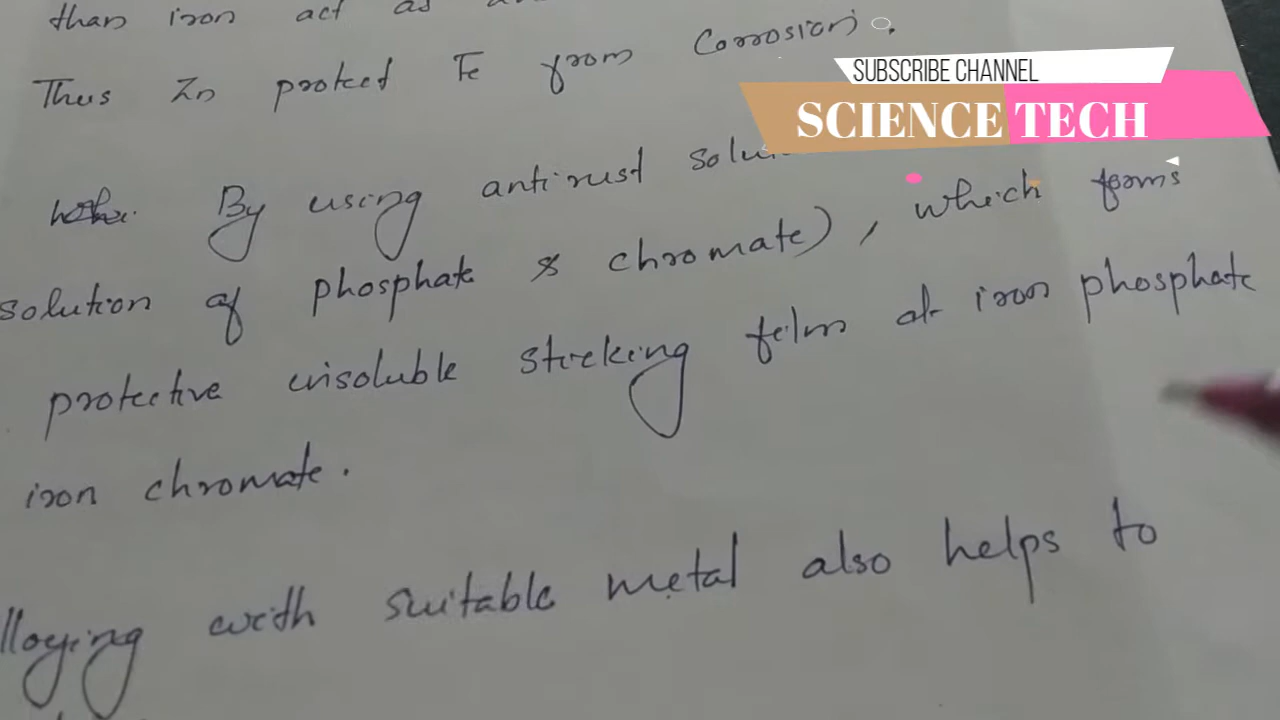 than iron act as
Thus Zn protect Fe from Corrosion.
SUBSCRIBE CHANNEL
SCIENCE TECH
By using antirust solu
solution of phosphate & chromate), which forms
protective insoluble sticking film of iron phosphate
iron chromate.
lloying with suitable metal also helps to